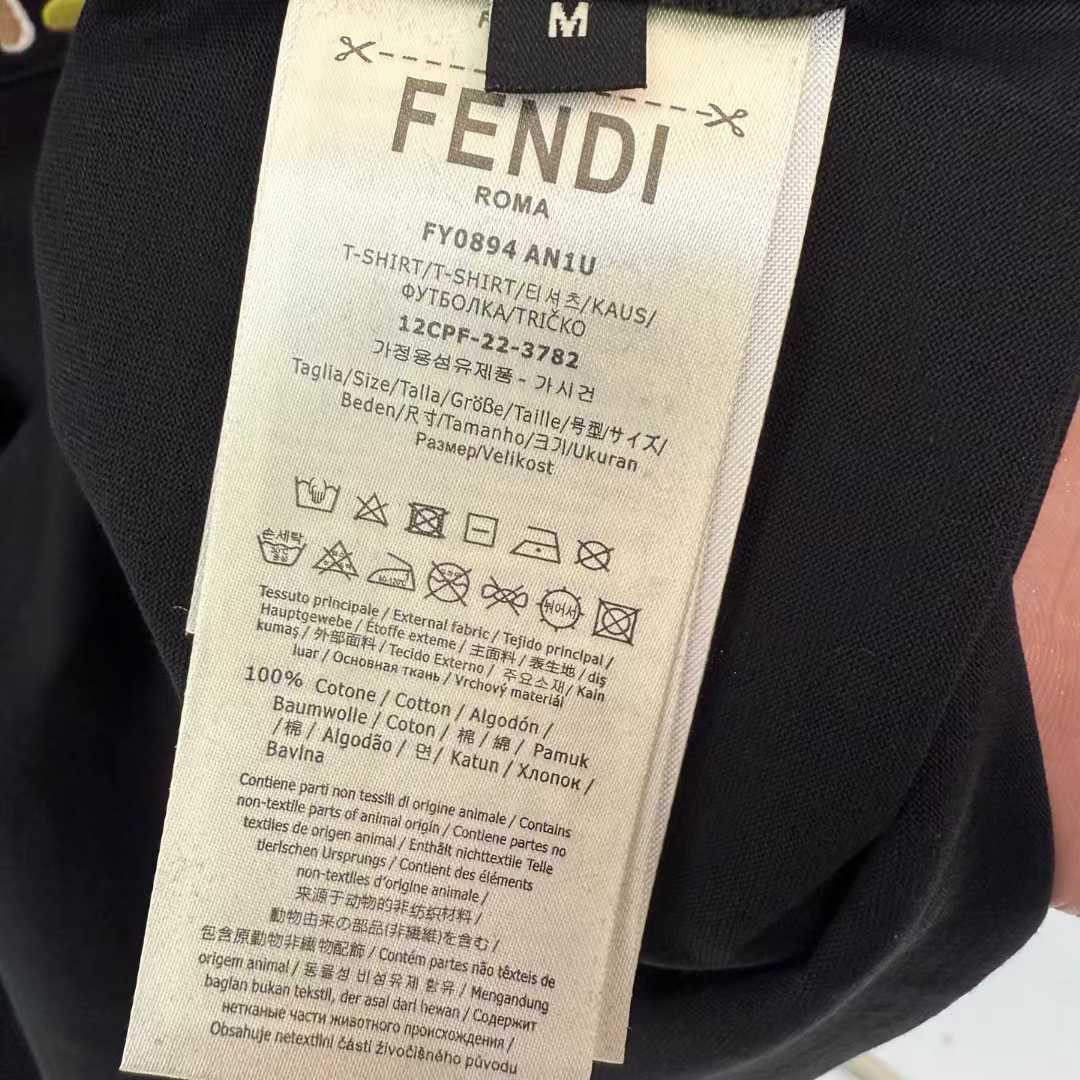 M
FENDI
ROMA
FY0894 AN1U
T-SHIRT/T-SHIRT/티셔츠/KAUS/
ФУТБОЛКА/TRIČKO
12CPF-22-3782
가정용섬유제품 - 가시건
Taglia/Size/Talla/Größe/Taille/号型/サイズ/
Beden/尺寸/Tamanho/크기/Ukuran
Размер/Velikost
손세탁
80-120℃
뉘어서
Tessuto principale / External fabric / Tejido principal /
Hauptgewebe / Étoffe exteme / 主面料 / 表生地 / dış
kumaş / 外部面料 / Tecido Externo / 주요소재 / Kain
luar / Основная ткань / Vrchový materiál
100% Cotone / Cotton / Algodón /
Baumwolle / Coton / 棉 / 綿 / Pamuk
/ 棉 / Algodão / 면 / Katun / Хлопок /
Bavlna
Contiene parti non tessili di origine animale / Contains
non-textile parts of animal origin / Contiene partes no
textiles de origen animal / Enthält nichttextile Teile
tierischen Ursprungs / Contient des éléments
non-textiles d'origine animale /
来源于动物的非纺织材料 /
動物由来の部品(非繊維)を含む /
包含原動物非織物配飾 / Contém partes não têxteis de
origem animal / 동물성 비섬유제 함유 / Mengandung
baglan bukan tekstil, der asal dari hewan / Содержит
нетканые части животного происхождения /
Obsahuje netextilní části živočišného původu